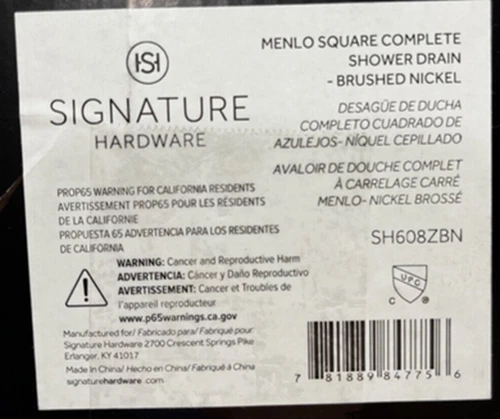 HSH
SIGNATURE
HARDWARE
MENLO SQUARE COMPLETE
SHOWER DRAIN
- BRUSHED NICKEL
DESAGÜE DE DUCHA
COMPLETO CUADRADO DE
AZULEJOS- NÍQUEL CEPILLADO
AVALOIR DE DOUCHE COMPLET
À CARRELAGE CARRÉ
MENLO- NICKEL BROSSÉ
SH608ZBN
PROP65 WARNING FOR CALIFORNIA RESIDENTS
AVERTISSEMENT PROP65 POUR LES RÉSIDENTS
DE LA CALIFORNIE
PROPUESTA 65 ADVERTENCIA PARA LOS RESIDENTES
DE CALIFORNIA
WARNING: Cancer and Reproductive Harm
ADVERTENCIA: Cáncer y Daño Reproductivo
AVERTISSEMENT: Cancer et Troubles de
l'appareil reproducteur
www.p65warnings.ca.gov
Manufactured for/ Fabricado para/ Fabriqué pour:
Signature Hardware 2700 Crescent Springs Pike
Erlanger, KY 41017
Made in China/ Hecho en China/ Fabriqué à China
signaturehardware.com
UPC
C ®
7 81889 84775 6